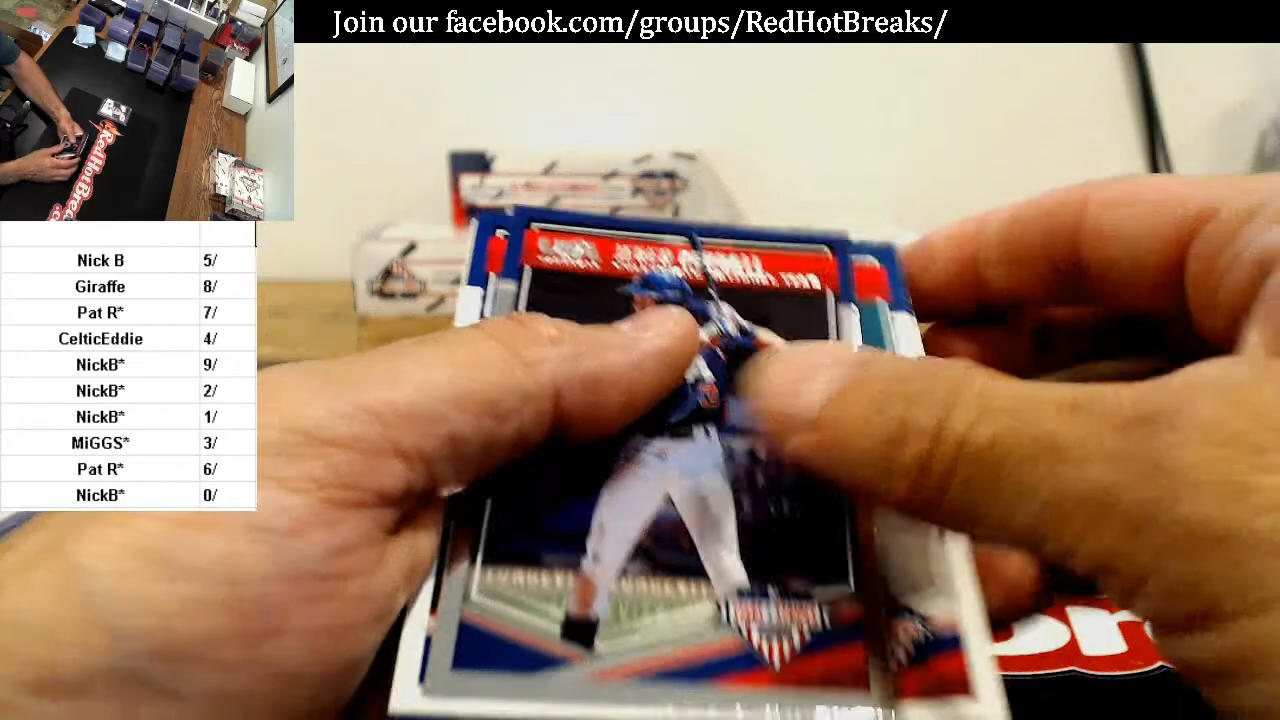 Join our facebook.com/groups/RedHotBreaks/
Nick B 5/
Giraffe 8/
Pat R* 7/
CelticEddie 4/
NickB* 9/
NickB* 2/
NickB* 1/
MiGGS* 3/
Pat R* 6/
NickB* 0/
RedHotBreaks